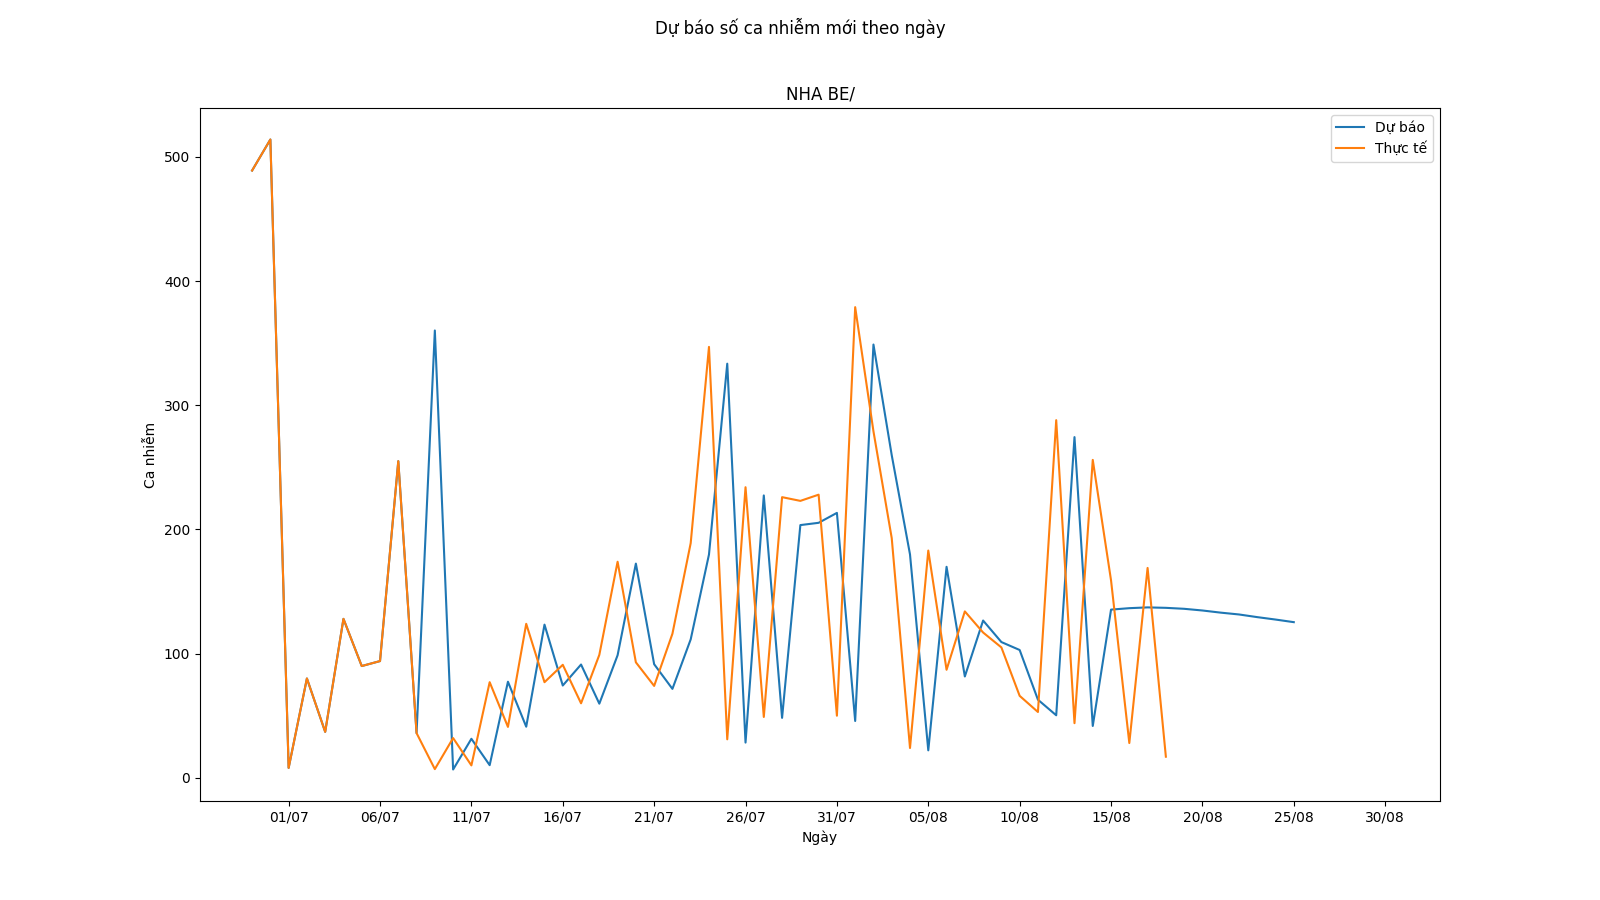 Dự báo số ca nhiễm mới theo ngày
NHA BE/
Dự báo
Thực tế
500
400
300
200
100
0
Ca nhiễm
01/07 06/07 11/07 16/07 21/07 26/07 31/07 05/08 10/08 15/08 20/08 25/08 30/08
Ngày